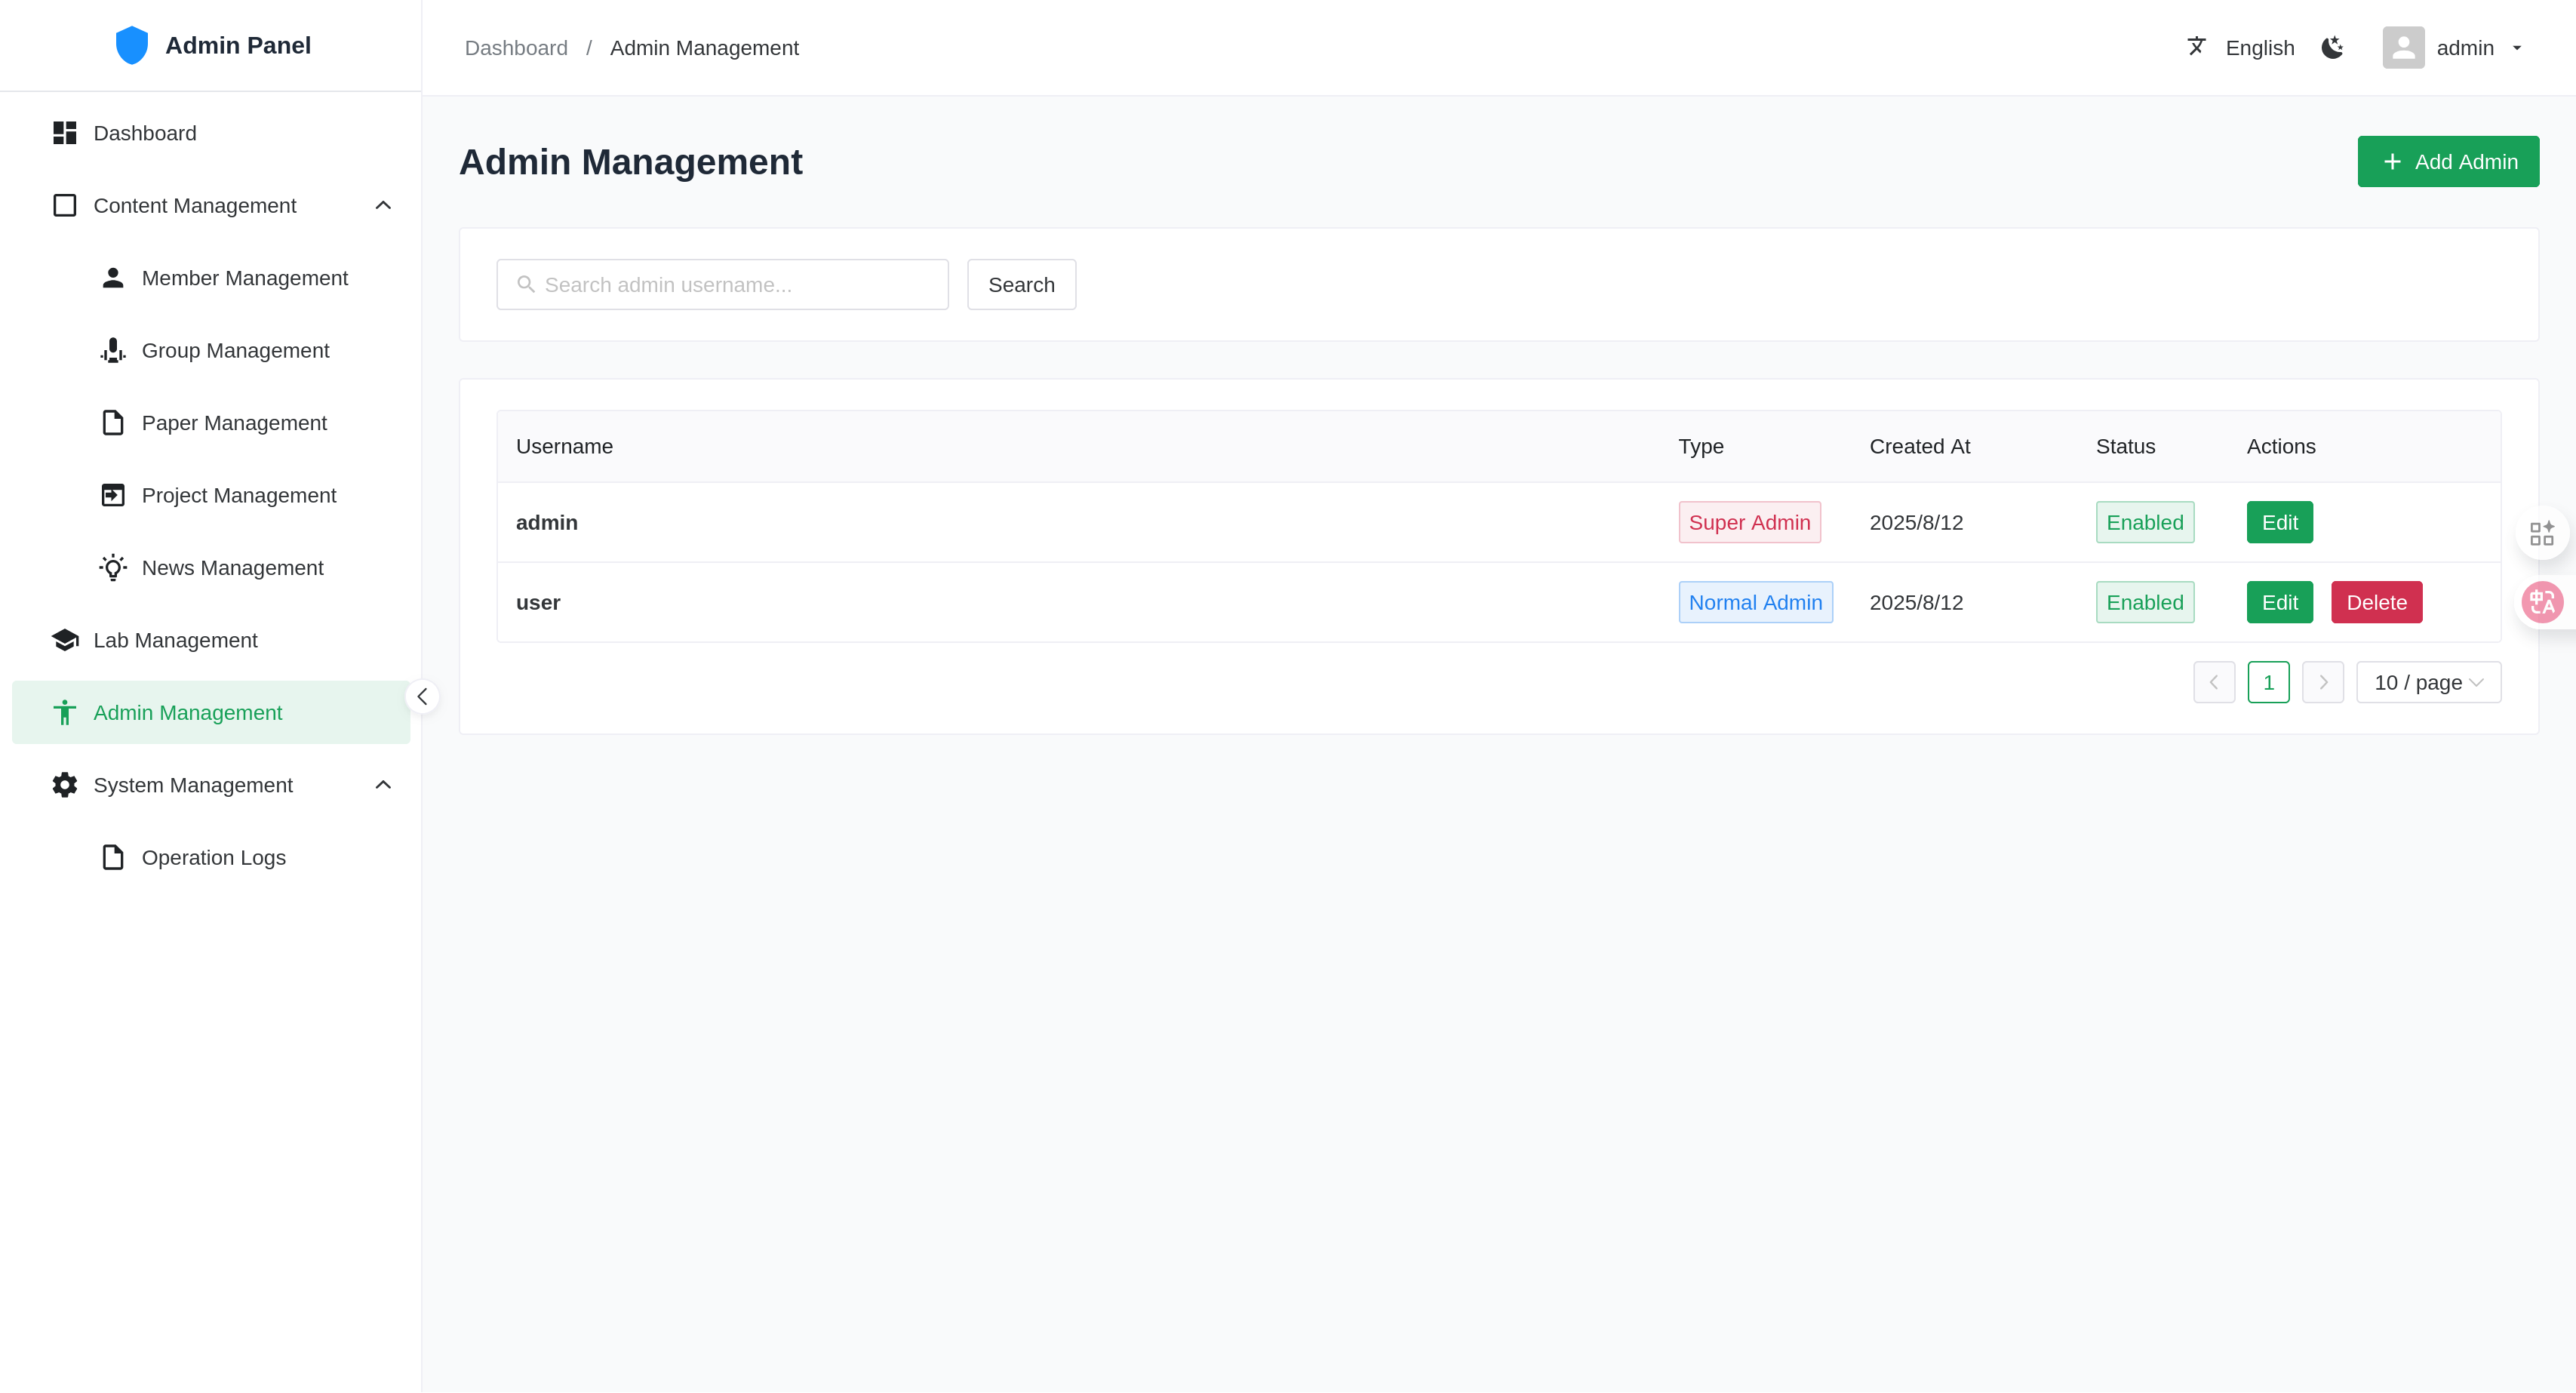 Admin Panel
Dashboard / Admin Management
English
admin
Dashboard
Content Management
Member Management
Group Management
Paper Management
Project Management
News Management
Lab Management
Admin Management
System Management
Operation Logs
Admin Management
Add Admin
Search admin username...
Search
Username Type Created At Status Actions
admin Super Admin 2025/8/12 Enabled Edit
user Normal Admin 2025/8/12 Enabled Edit Delete
1 10 / page